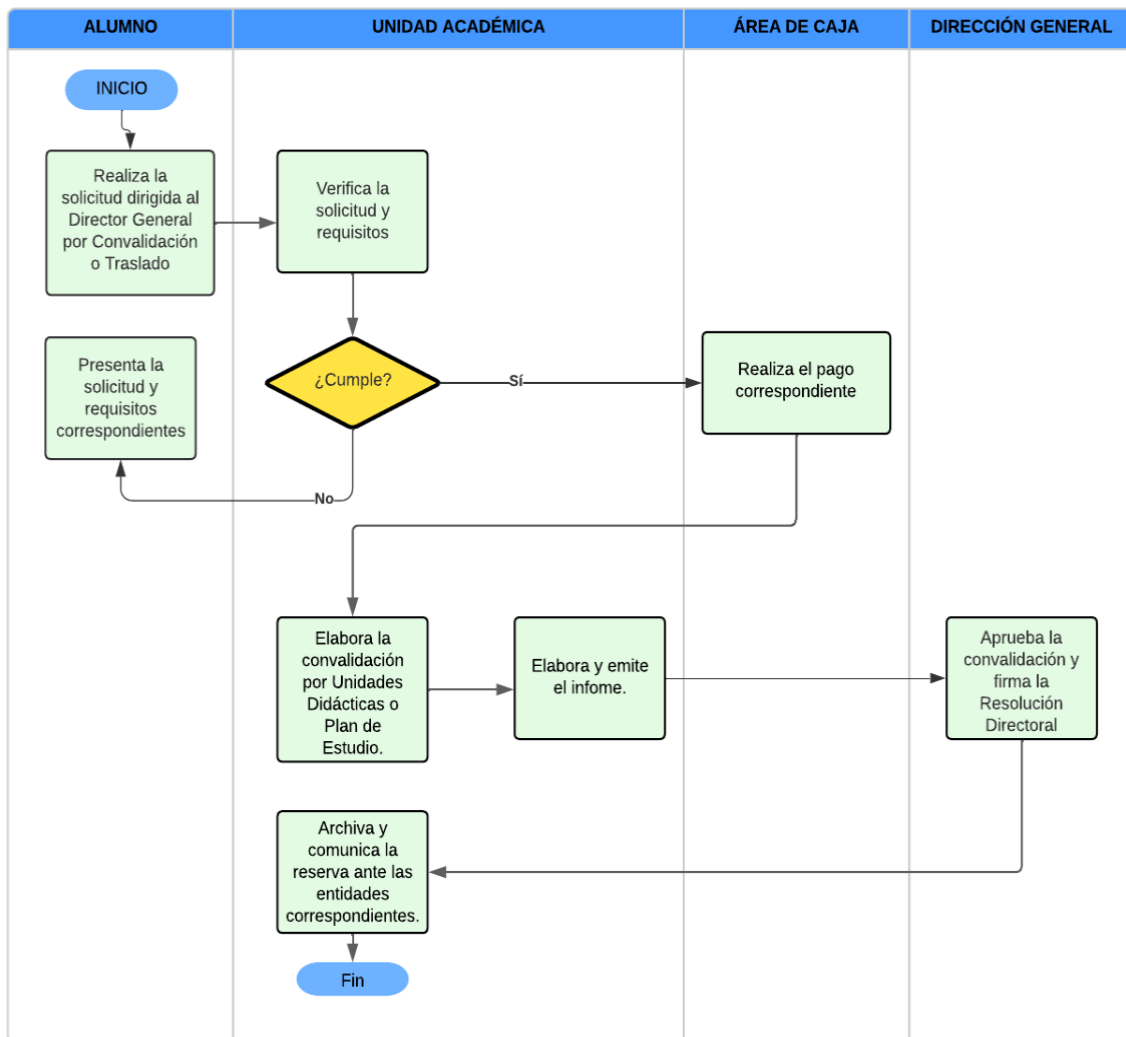 ALUMNO
UNIDAD ACADÉMICA
ÁREA DE CAJA
DIRECCIÓN GENERAL
INICIO
Realiza la
solicitud dirigida al
Director General
por Convalidación
o Traslado
Verifica la
solicitud y
requisitos
Presenta la
solicitud y
requisitos
correspondientes
¿Cumple?
Sí
Realiza el pago
correspondiente
No
Elabora la
convalidación
por Unidades
Didácticas o
Plan de
Estudio.
Elabora y emite
el infome.
Aprueba la
convalidación y
firma la
Resolución
Directoral
Archiva y
comunica la
reserva ante las
entidades
correspondientes.
Fin